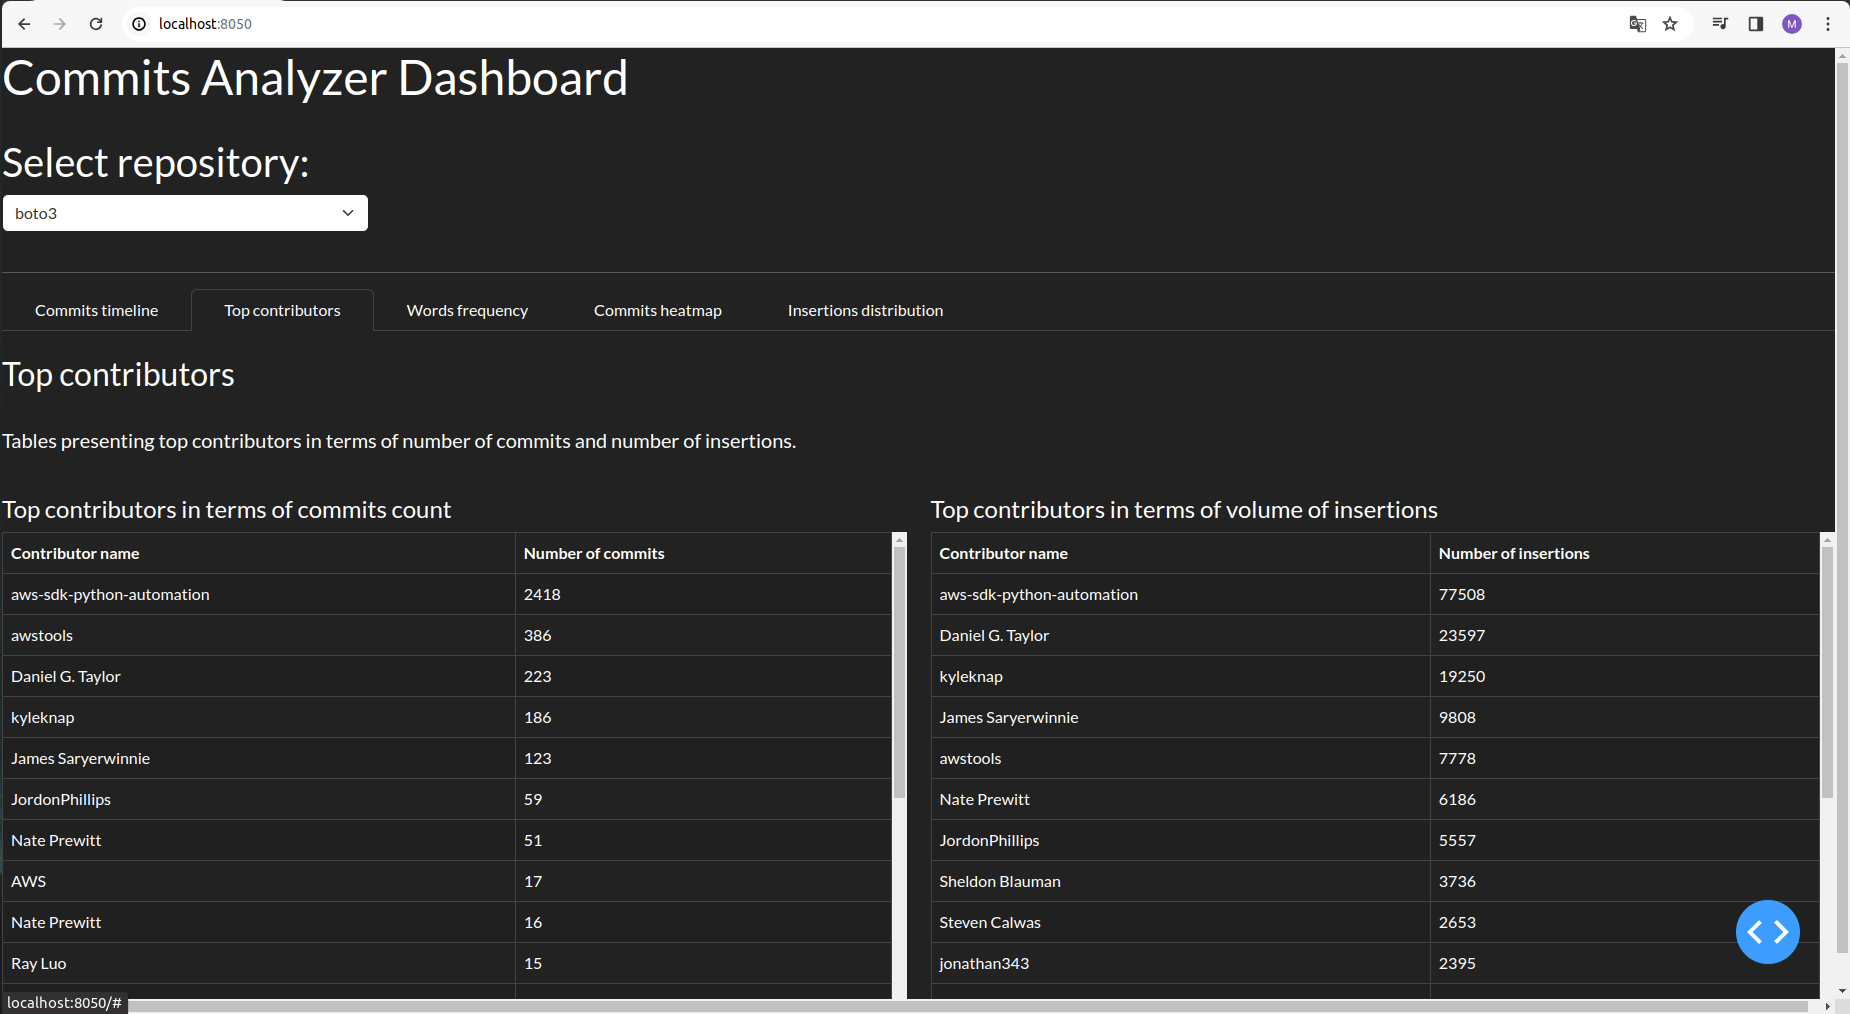 localhost:8050
M
Commits Analyzer Dashboard
Select repository:
boto3
Commits timeline
Top contributors
Words frequency
Commits heatmap
Insertions distribution
Top contributors
Tables presenting top contributors in terms of number of commits and number of insertions.
Top contributors in terms of commits count
Contributor name Number of commits
aws-sdk-python-automation 2418
awstools 386
Daniel G. Taylor 223
kyleknap 186
James Saryerwinnie 123
JordonPhillips 59
Nate Prewitt 51
AWS 17
Nate Prewitt 16
Ray Luo 15
Top contributors in terms of volume of insertions
Contributor name Number of insertions
aws-sdk-python-automation 77508
Daniel G. Taylor 23597
kyleknap 19250
James Saryerwinnie 9808
awstools 7778
Nate Prewitt 6186
JordonPhillips 5557
Sheldon Blauman 3736
Steven Calwas 2653
jonathan343 2395
localhost:8050/#